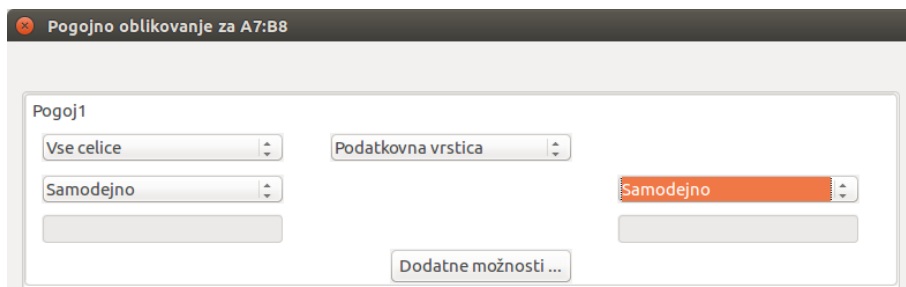 Pogojno oblikovanje za A7:B8
Pogoj1
Vse celice Podatkovna vrstica
Samodejno Samodejno
Dodatne možnosti ...